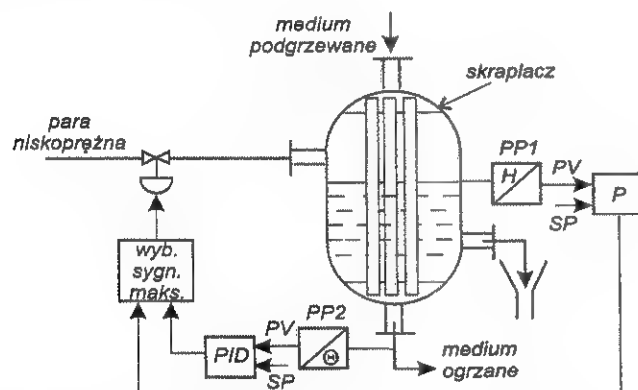 medium
podgrzewane
skraplacz
para
niskoprężna
PP1
H
PV
P
SP
wyb.
sygn.
maks.
PP2
PV
PID
Θ
SP
medium
ogrzane